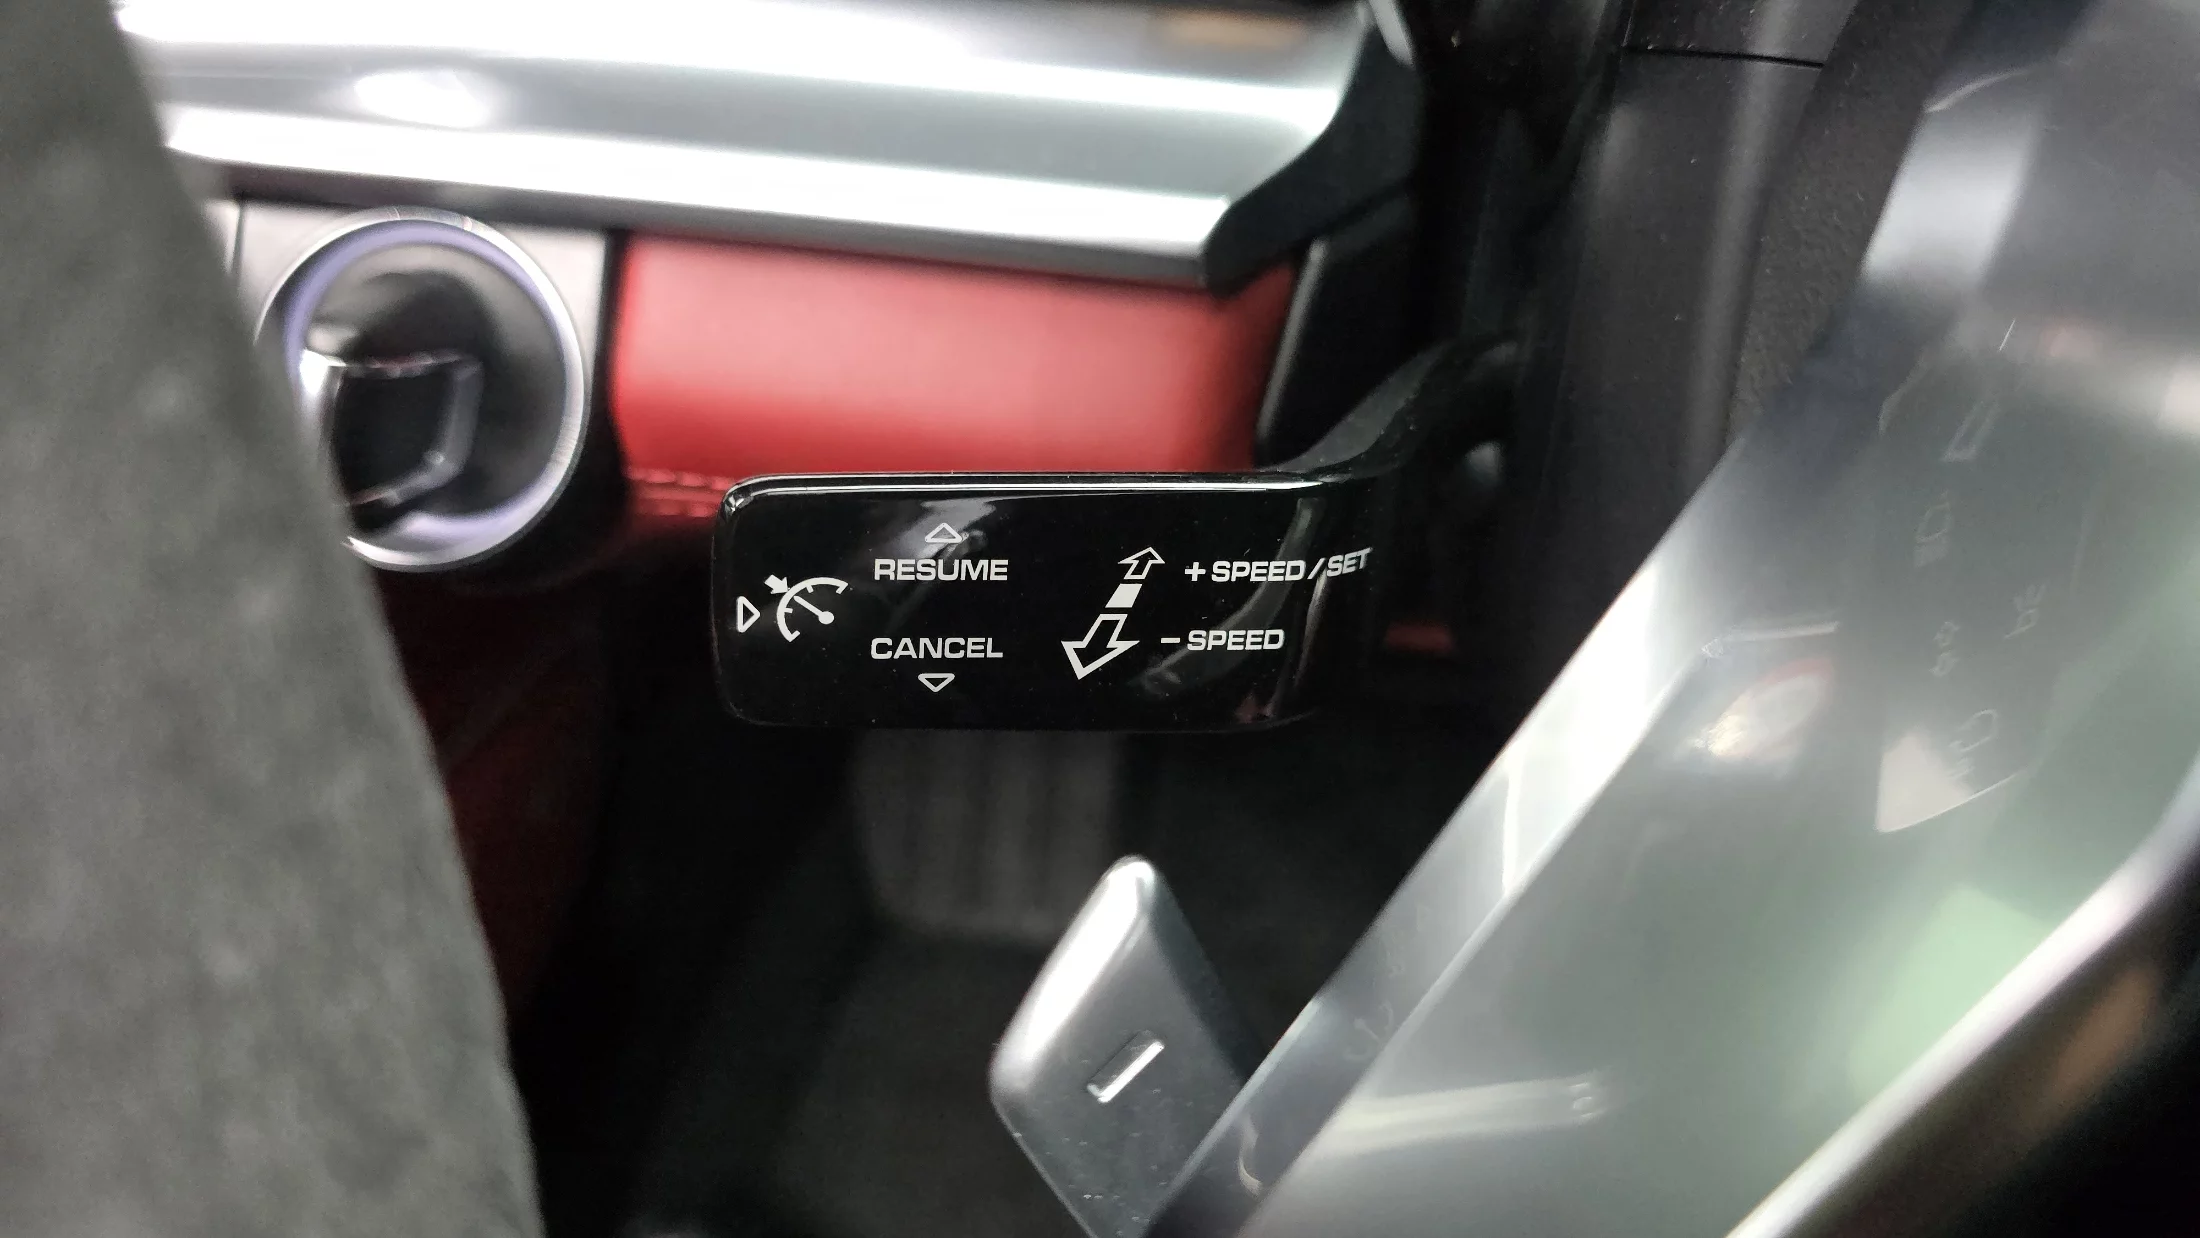 RESUME
+ SPEED / SET
CANCEL
- SPEED